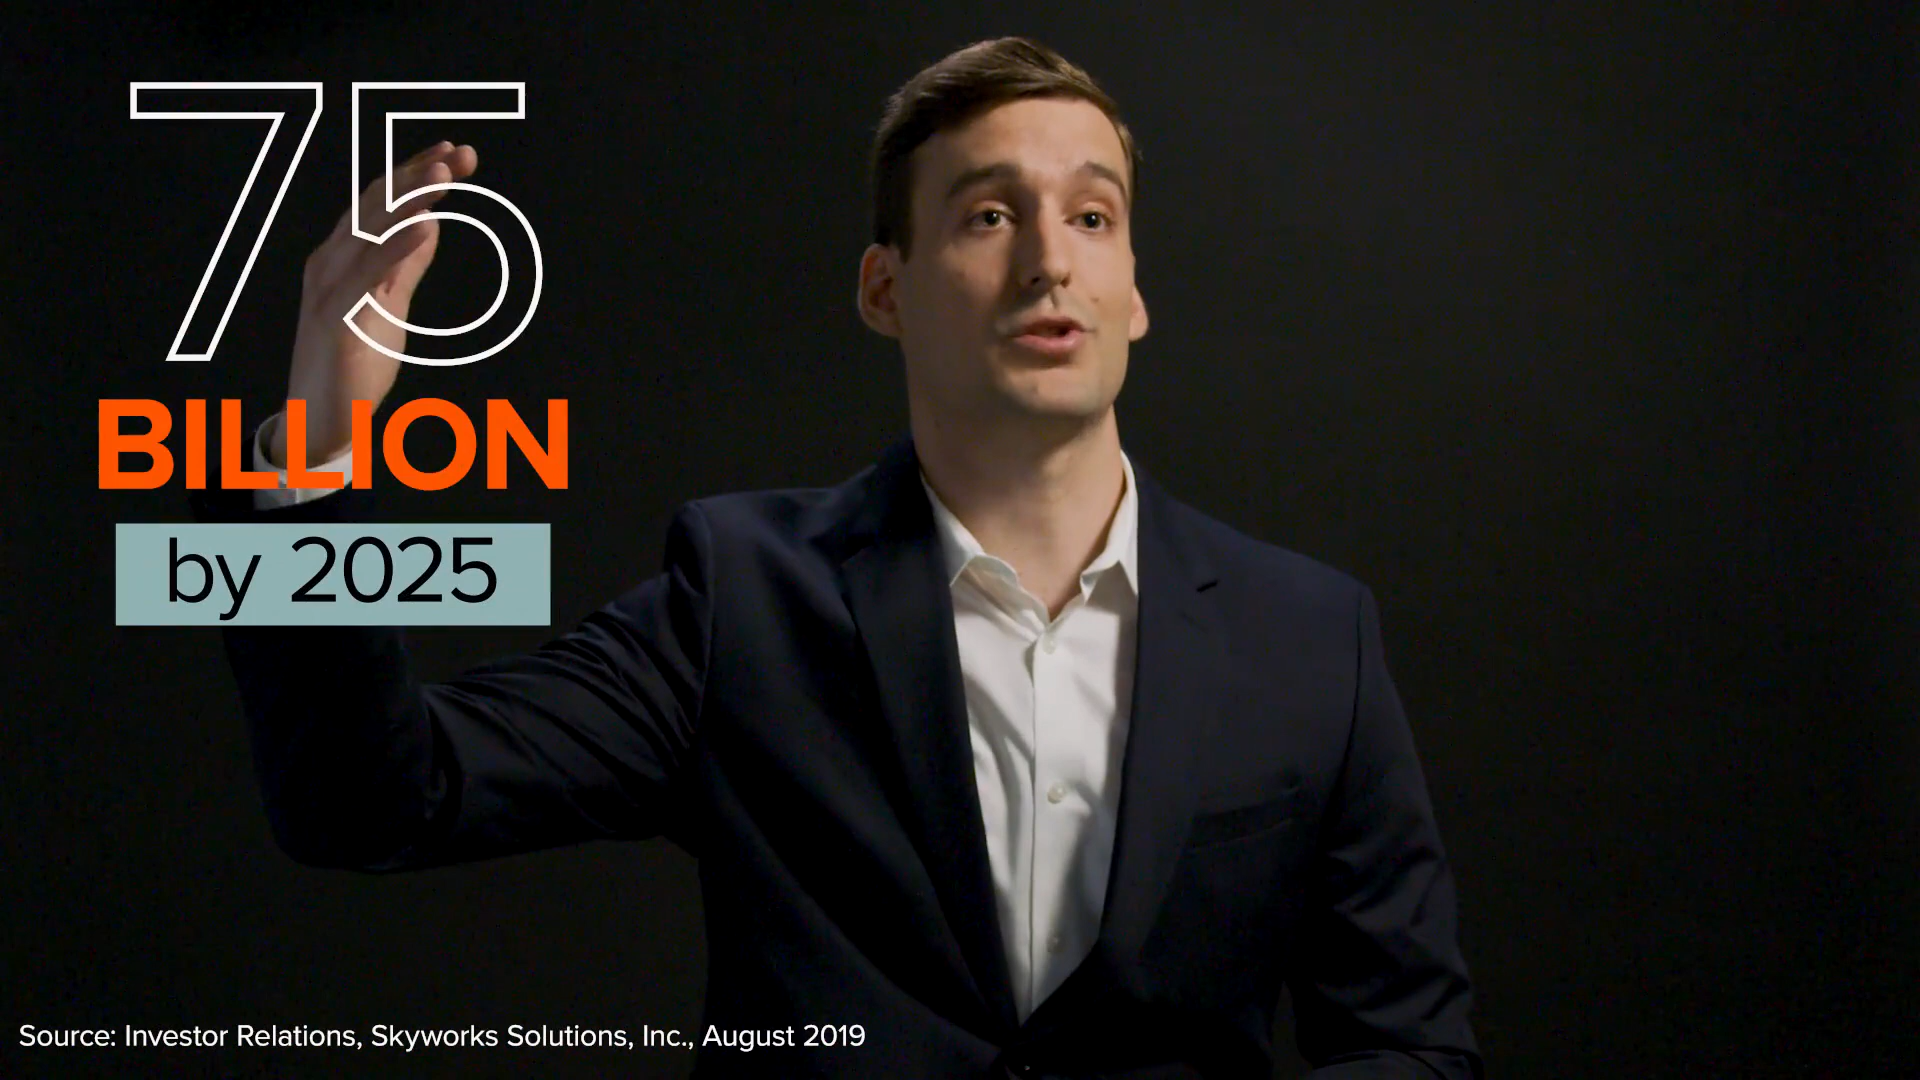 75
BILLION
by 2025
Source: Investor Relations, Skyworks Solutions, Inc., August 2019